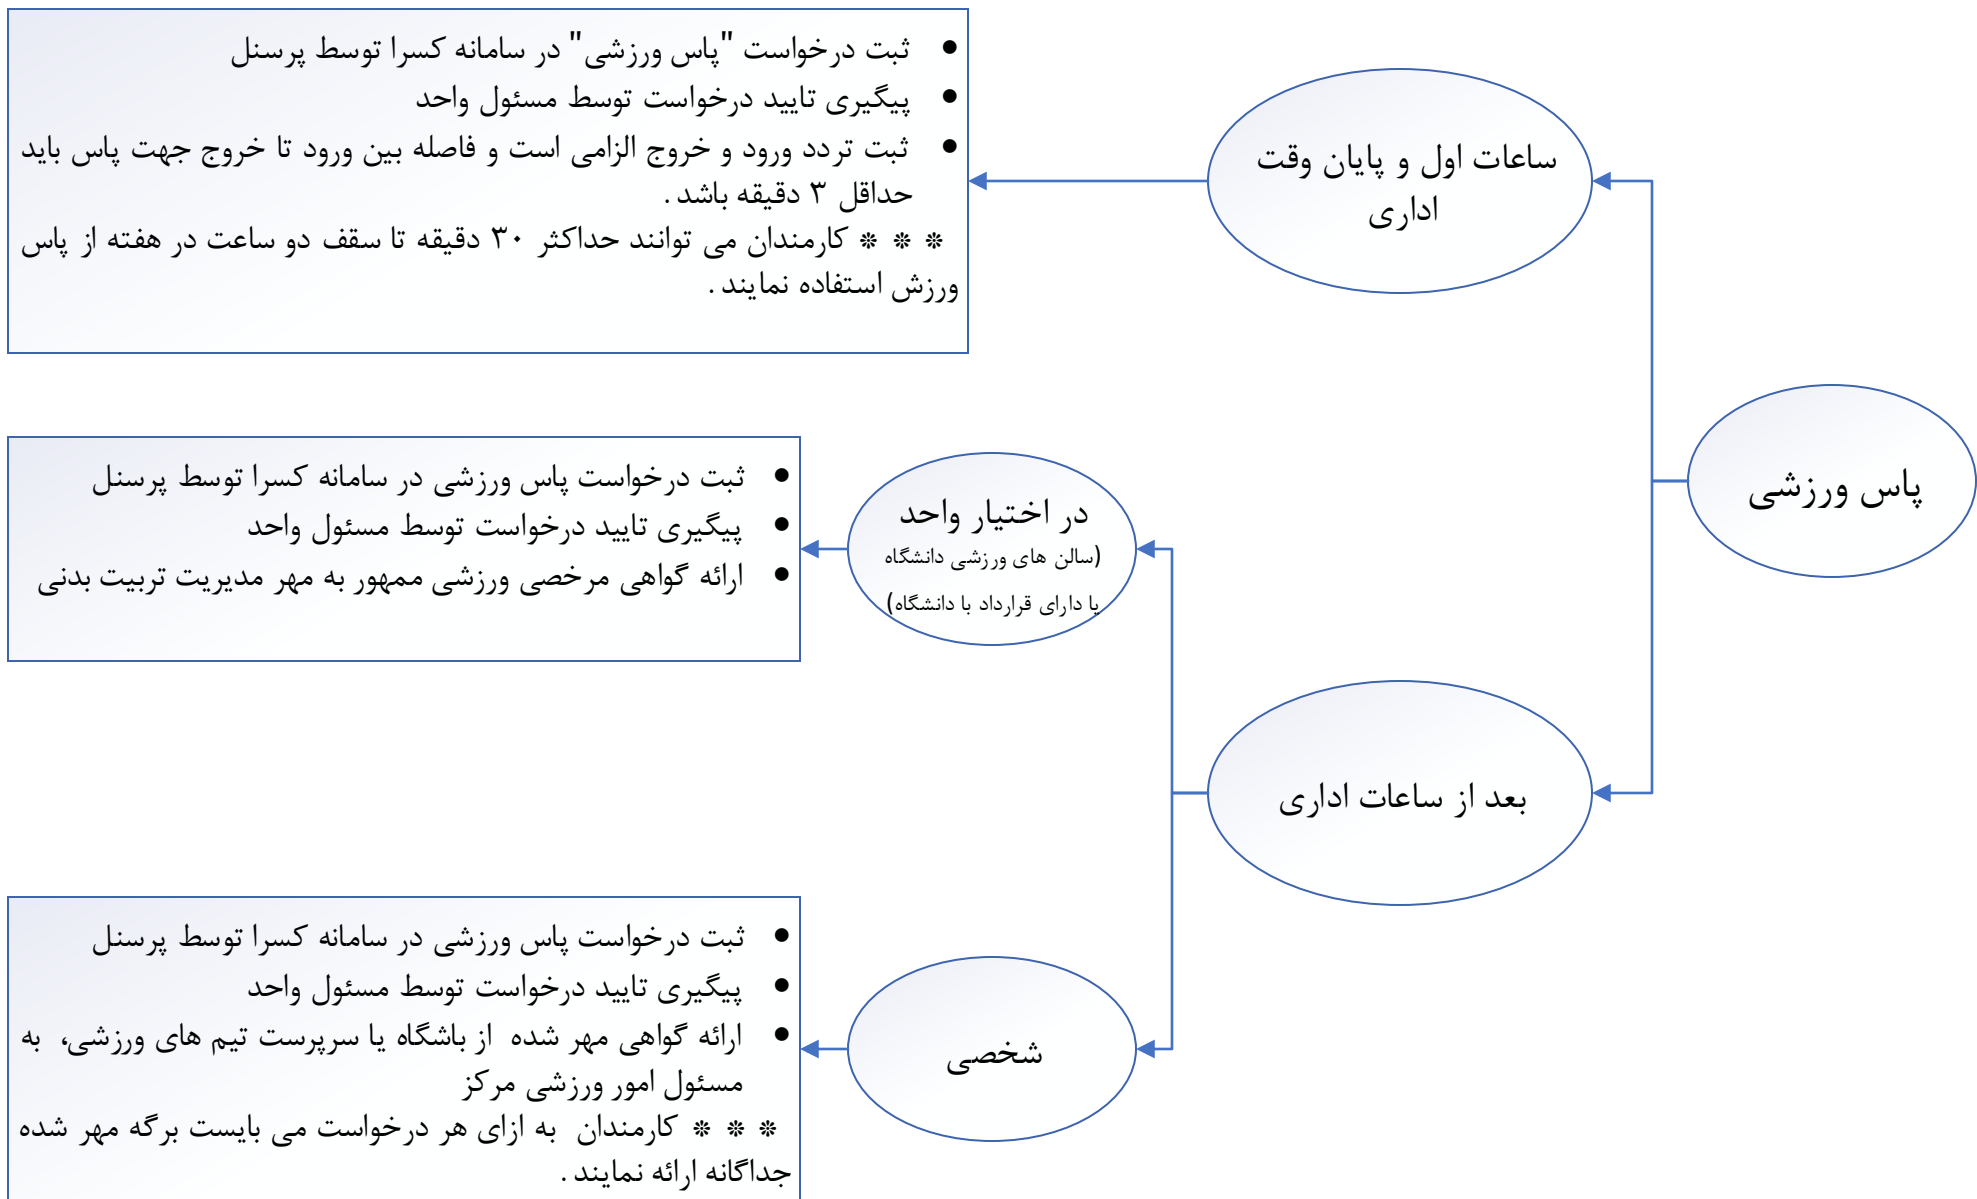 پاس ورزشی
ساعات اول و پایان وقت
اداری
● ثبت درخواست "پاس ورزشی" در سامانه کسرا توسط پرسنل
● پیگیری تایید درخواست توسط مسئول واحد
● ثبت تردد ورود و خروج الزامی است و فاصله بین ورود تا خروج جهت پاس باید
حداقل ۳ دقیقه باشد .
* * * کارمندان می توانند حداکثر ۳۰ دقیقه تا سقف دو ساعت در هفته از پاس
ورزش استفاده نمایند .
بعد از ساعات اداری
در اختیار واحد
(سالن های ورزشی دانشگاه
یا دارای قرارداد با دانشگاه)
● ثبت درخواست پاس ورزشی در سامانه کسرا توسط پرسنل
● پیگیری تایید درخواست توسط مسئول واحد
● ارائه گواهی مرخصی ورزشی ممهور به مهر مدیریت تربیت بدنی
شخصی
● ثبت درخواست پاس ورزشی در سامانه کسرا توسط پرسنل
● پیگیری تایید درخواست توسط مسئول واحد
● ارائه گواهی مهر شده از باشگاه یا سرپرست تیم های ورزشی، به
مسئول امور ورزشی مرکز
* * * کارمندان به ازای هر درخواست می بایست برگه مهر شده
جداگانه ارائه نمایند .